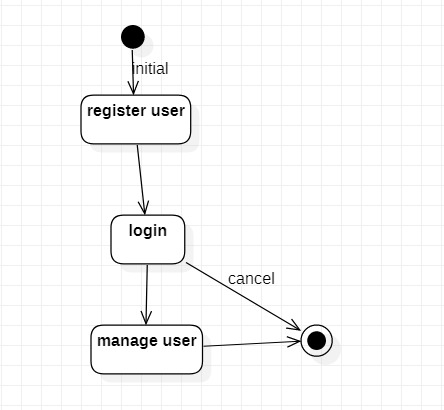 initial
register user
login
cancel
manage user